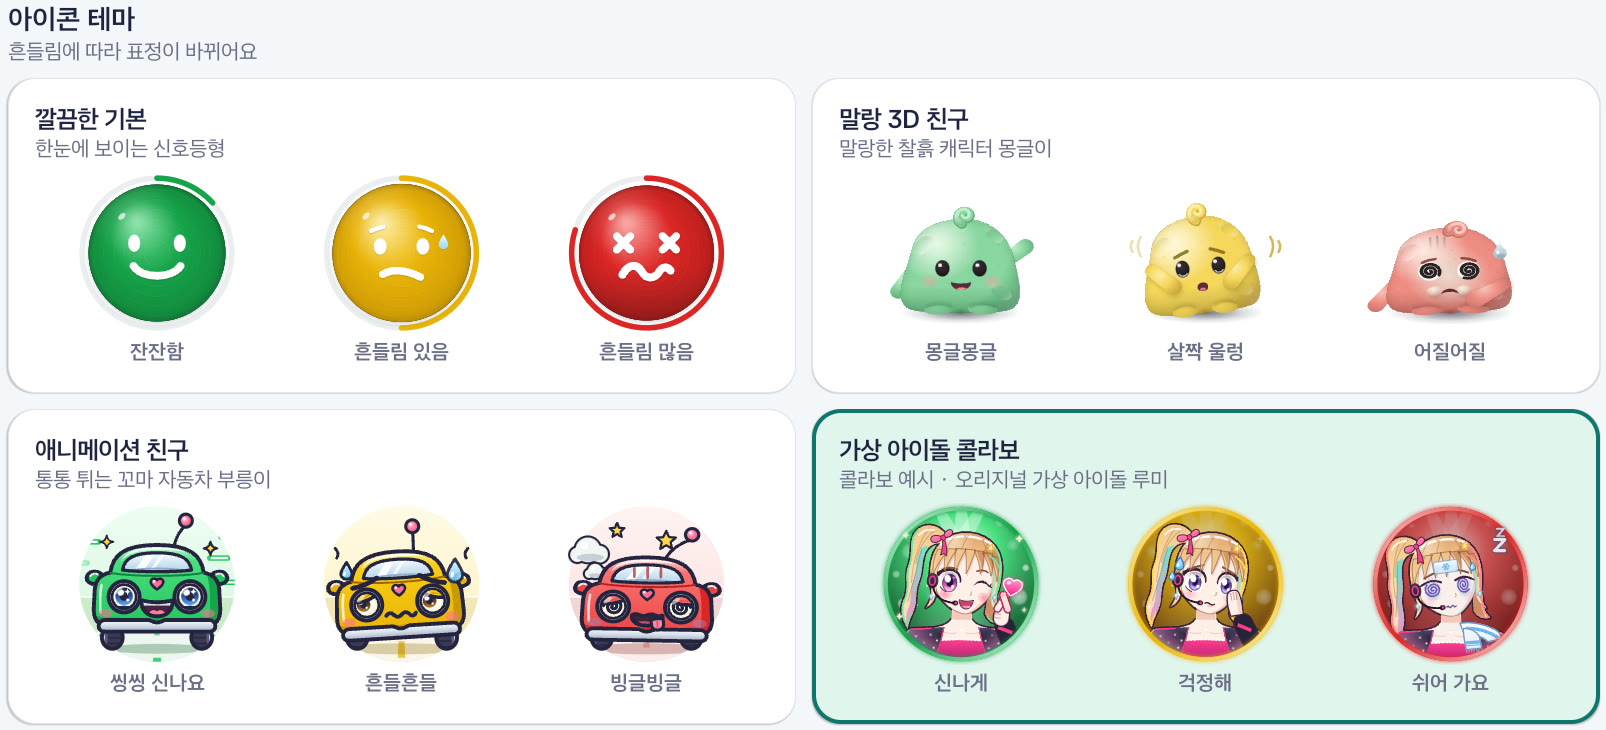 아이콘 테마
흔들림에 따라 표정이 바뀌어요
깔끔한 기본
한눈에 보이는 신호등형
잔잔함
흔들림 있음
흔들림 많음
말랑 3D 친구
말랑한 찰흙 캐릭터 몽글이
몽글몽글
살짝 울렁
어질어질
애니메이션 친구
통통 튀는 꼬마 자동차 부릉이
씽씽 신나요
흔들흔들
빙글빙글
가상 아이돌 콜라보
콜라보 예시 · 오리지널 가상 아이돌 루미
Z
Z
신나게
걱정해
쉬어 가요